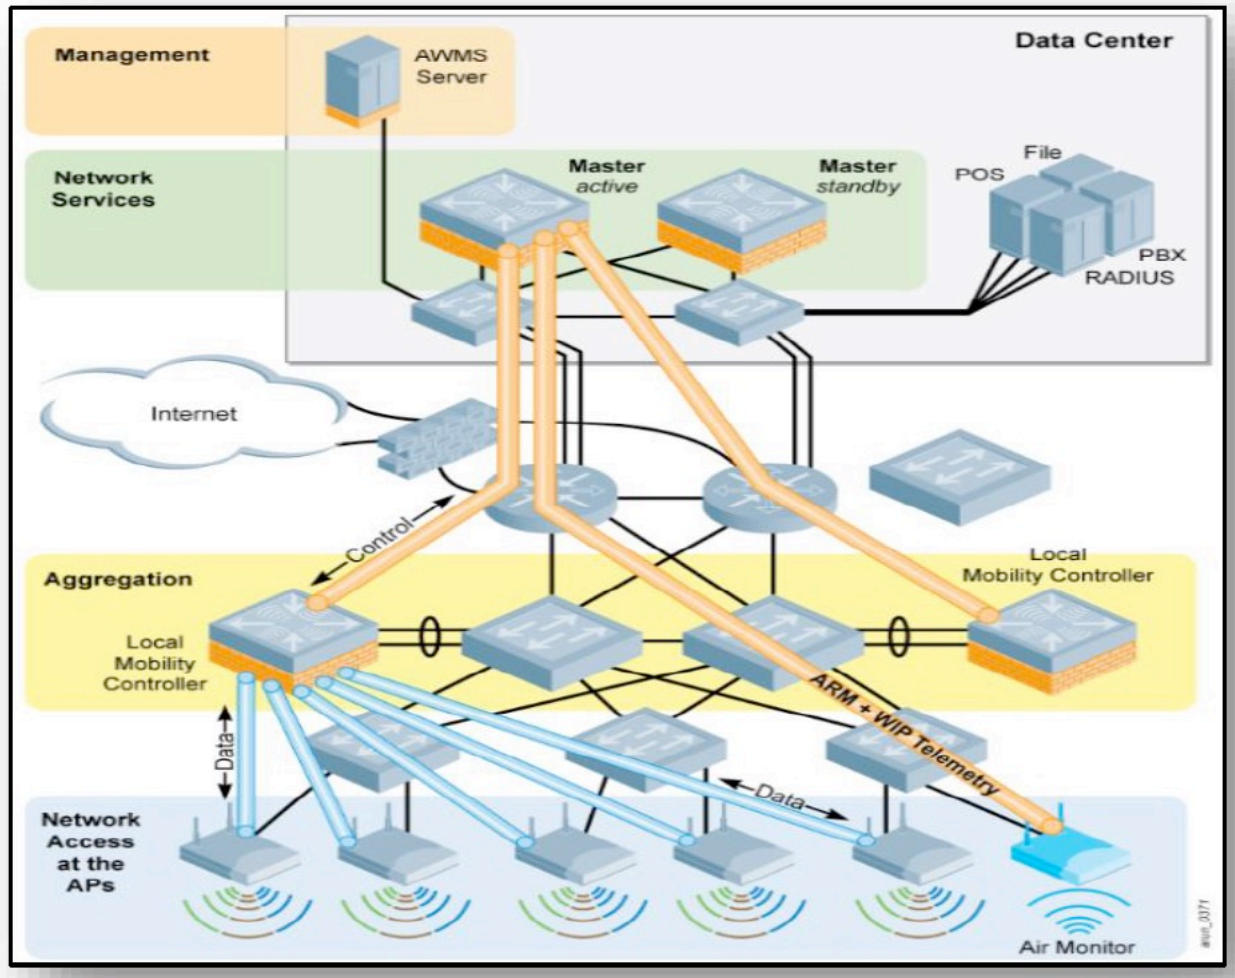 Management
AWMS
Server
Data Center
Network
Services
Master
active
Master
standby
File
POS
PBX
RADIUS
Internet
Control
Aggregation
Local
Mobility Controller
Local
Mobility
Controller
ARM + WIP Telemetry
Data
Data
Network
Access
at the
APs
Air Monitor
arun_0371